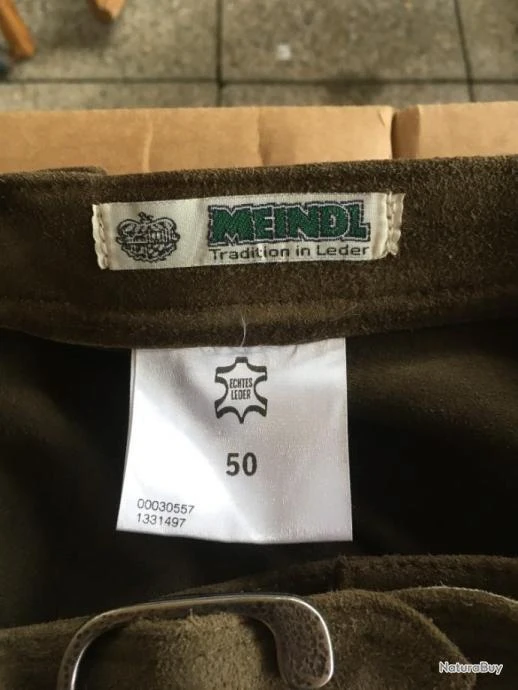 MEINDL
Tradition in Leder
ECHTES
LEDER
50
00030557
1331497
NaturaBuy